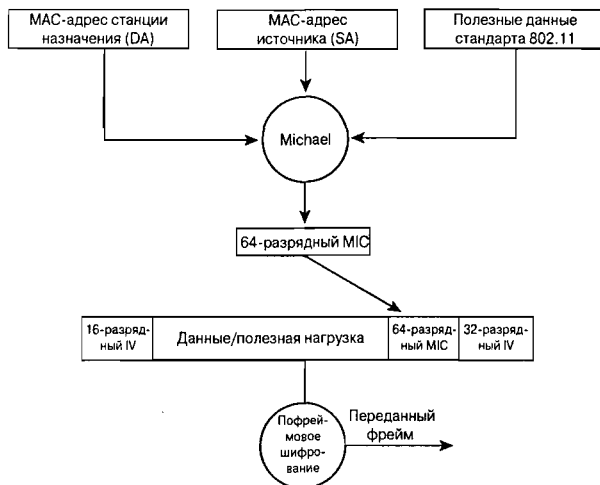 MAC-адрес станции
назначения (DA)
MAC-адрес
источника (SA)
Полезные данные
стандарта 802.11
Michael
64-разрядный MIC
16-разряд-
ный IV
Данные/полезная нагрузка
64-разряд-
ный MIC
32-разряд-
ный IV
Пофрей-
мовое
шифро-
вание
Переданный
фрейм